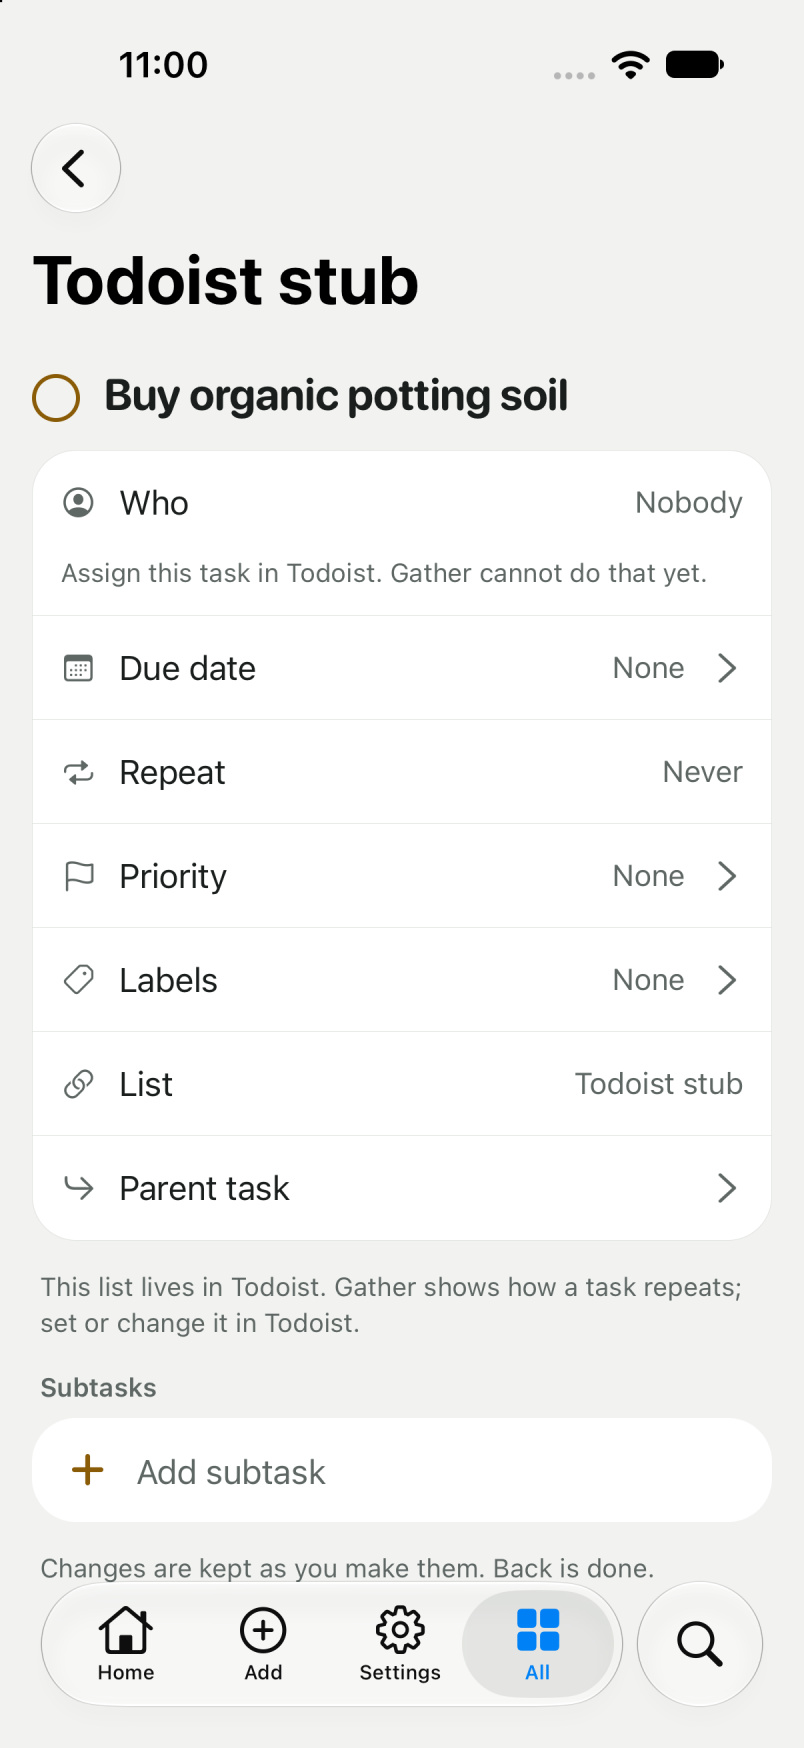 11:00
Todoist stub
Buy organic potting soil
Who
Nobody
Assign this task in Todoist. Gather cannot do that yet.
Due date
None
Repeat
Never
Priority
None
Labels
None
List
Todoist stub
Parent task
This list lives in Todoist. Gather shows how a task repeats;
set or change it in Todoist.
Subtasks
Add subtask
Changes are kept as you make them. Back is done.
Home
Add
Settings
All